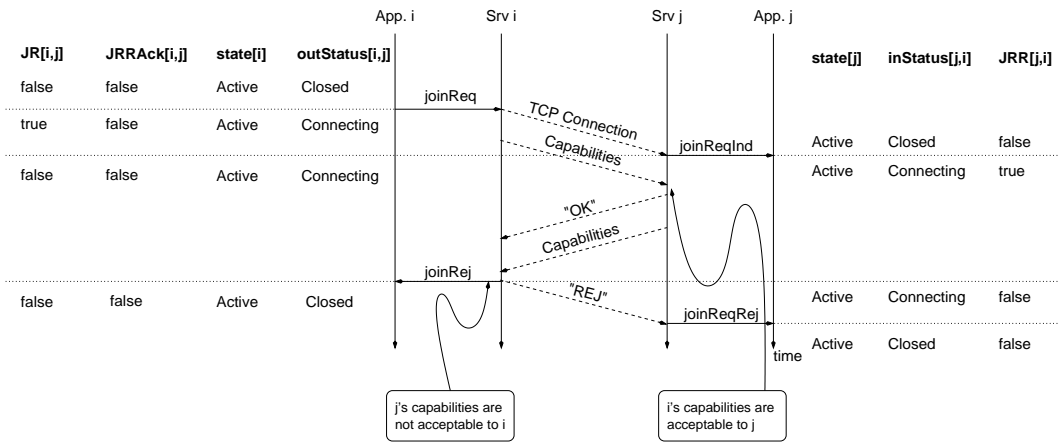 App. i Srv i Srv j App. j
JR[i,j] JRRAck[i,j] state[i] outStatus[i,j] state[j] inStatus[j,i] JRR[j,i]
false false Active Closed
joinReq
TCP Connection
true false Active Connecting
Capabilities
joinReqInd
Active Closed false
false false Active Connecting
Active Connecting true
"OK"
Capabilities
joinRej
"REJ"
false false Active Closed
Active Connecting false
joinReqRej
Active Closed false
time
j's capabilities are
not acceptable to i
i's capabilities are
acceptable to j